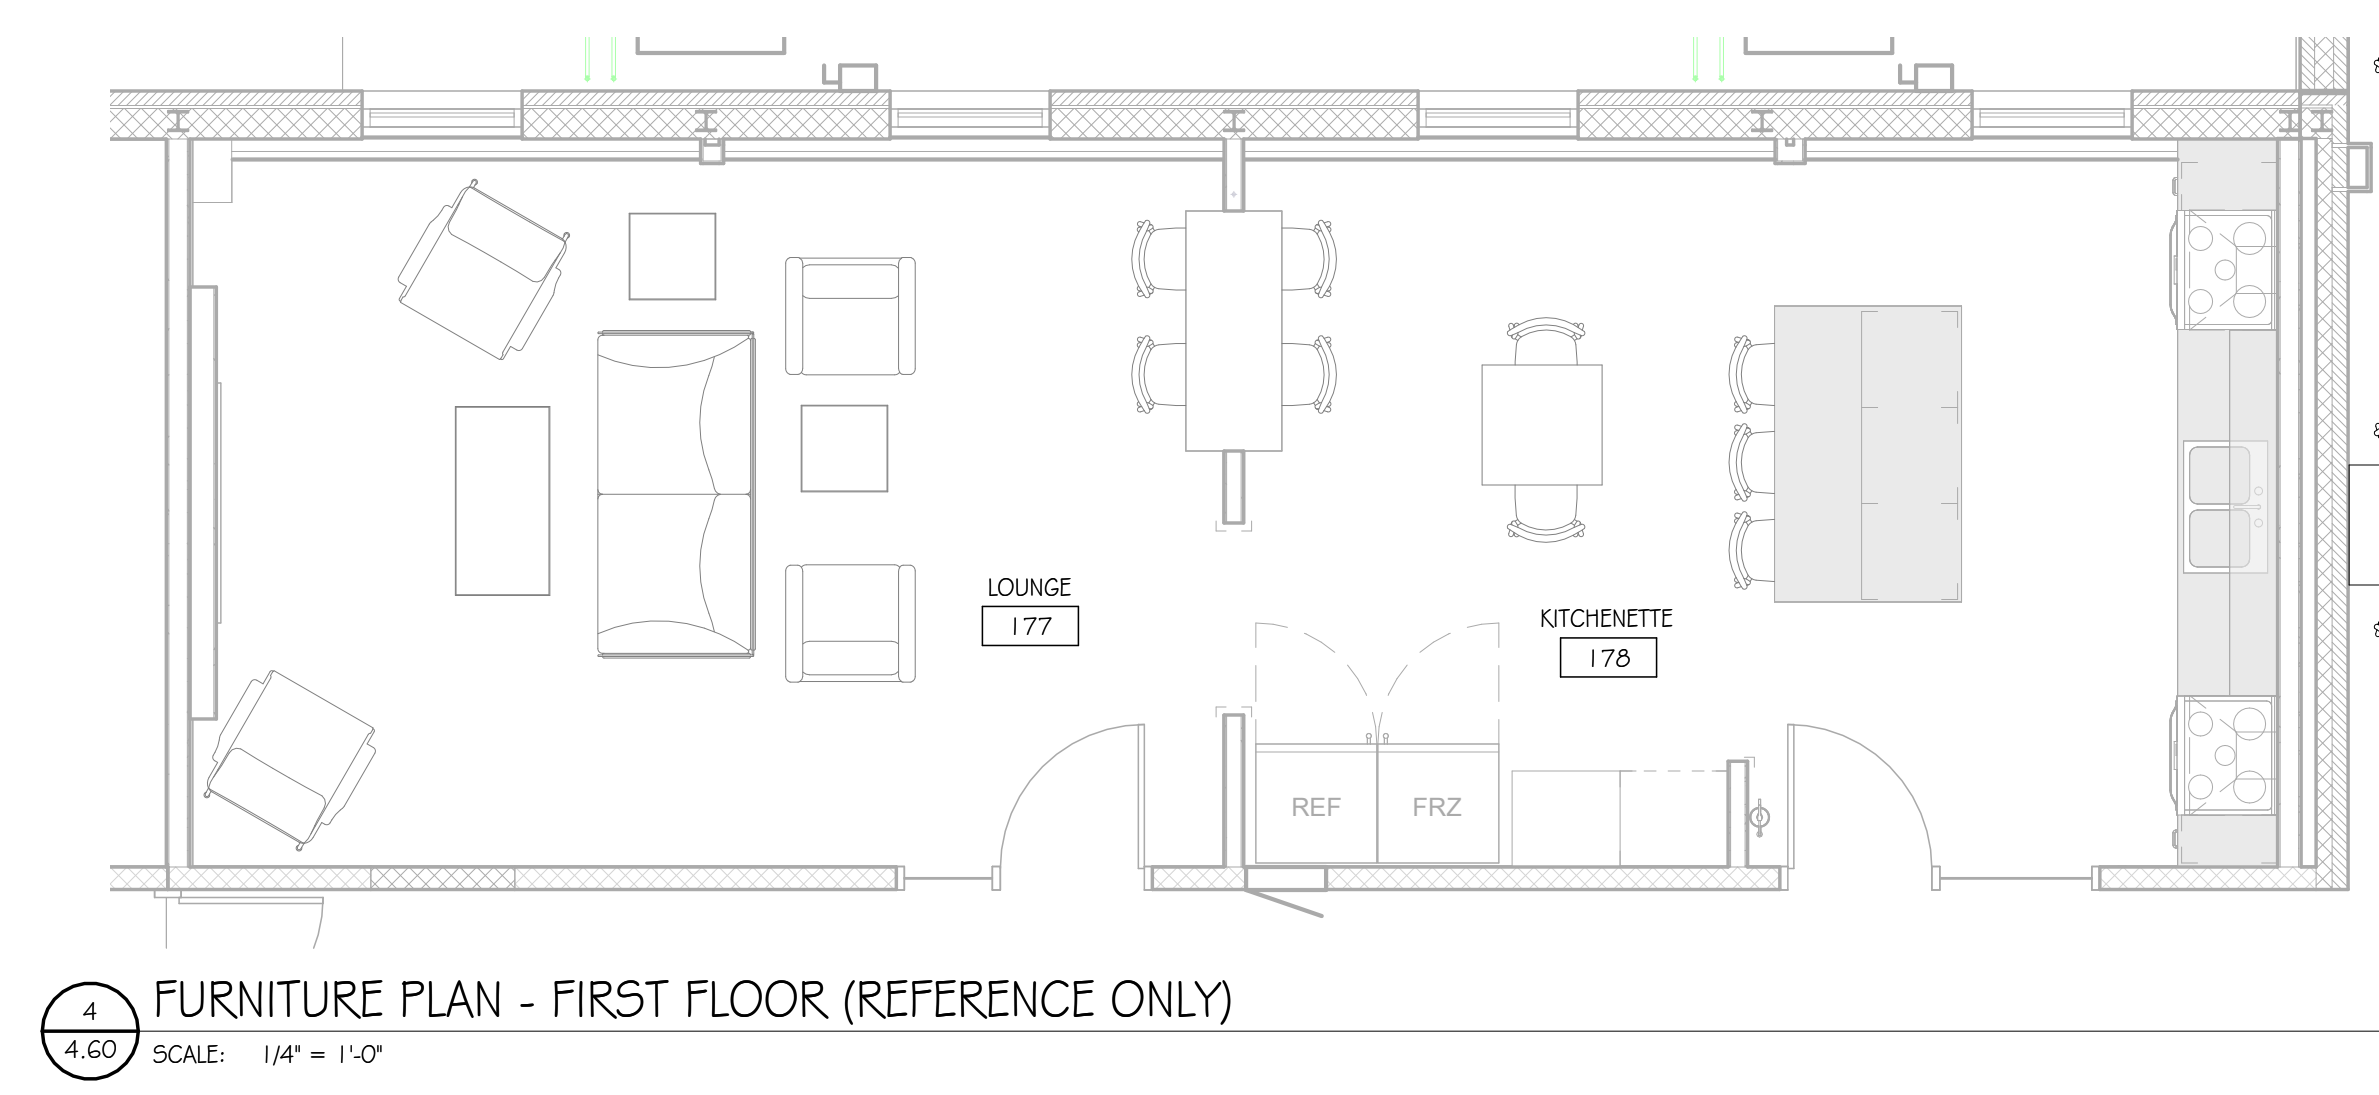 LOUNGE
177
KITCHENETTE
178
REF
FRZ
4
4.60
FURNITURE PLAN - FIRST FLOOR (REFERENCE ONLY)
SCALE: 1/4" = 1'-0"